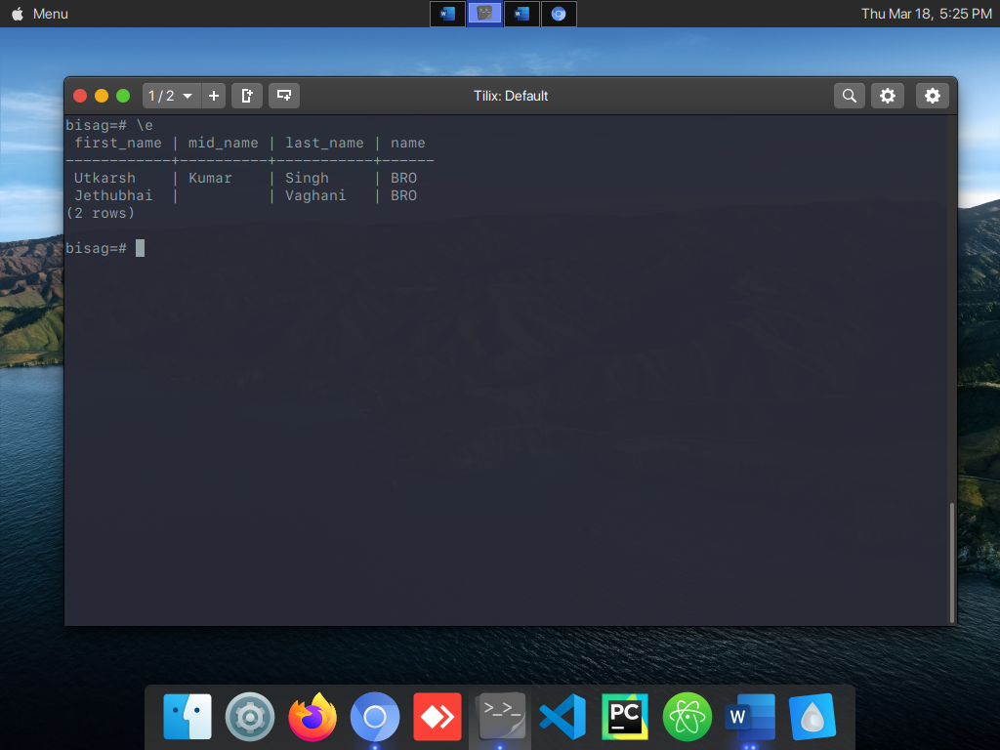 Menu
Thu Mar 18, 5:25 PM
1 / 2
Tilix: Default
bisag=# \e
 first_name | mid_name | last_name | name
------------+----------+-----------+------
 Utkarsh    | Kumar    | Singh     | BRO
 Jethubhai  |          | Vaghani   | BRO
(2 rows)
bisag=#
>_>_
PC
W